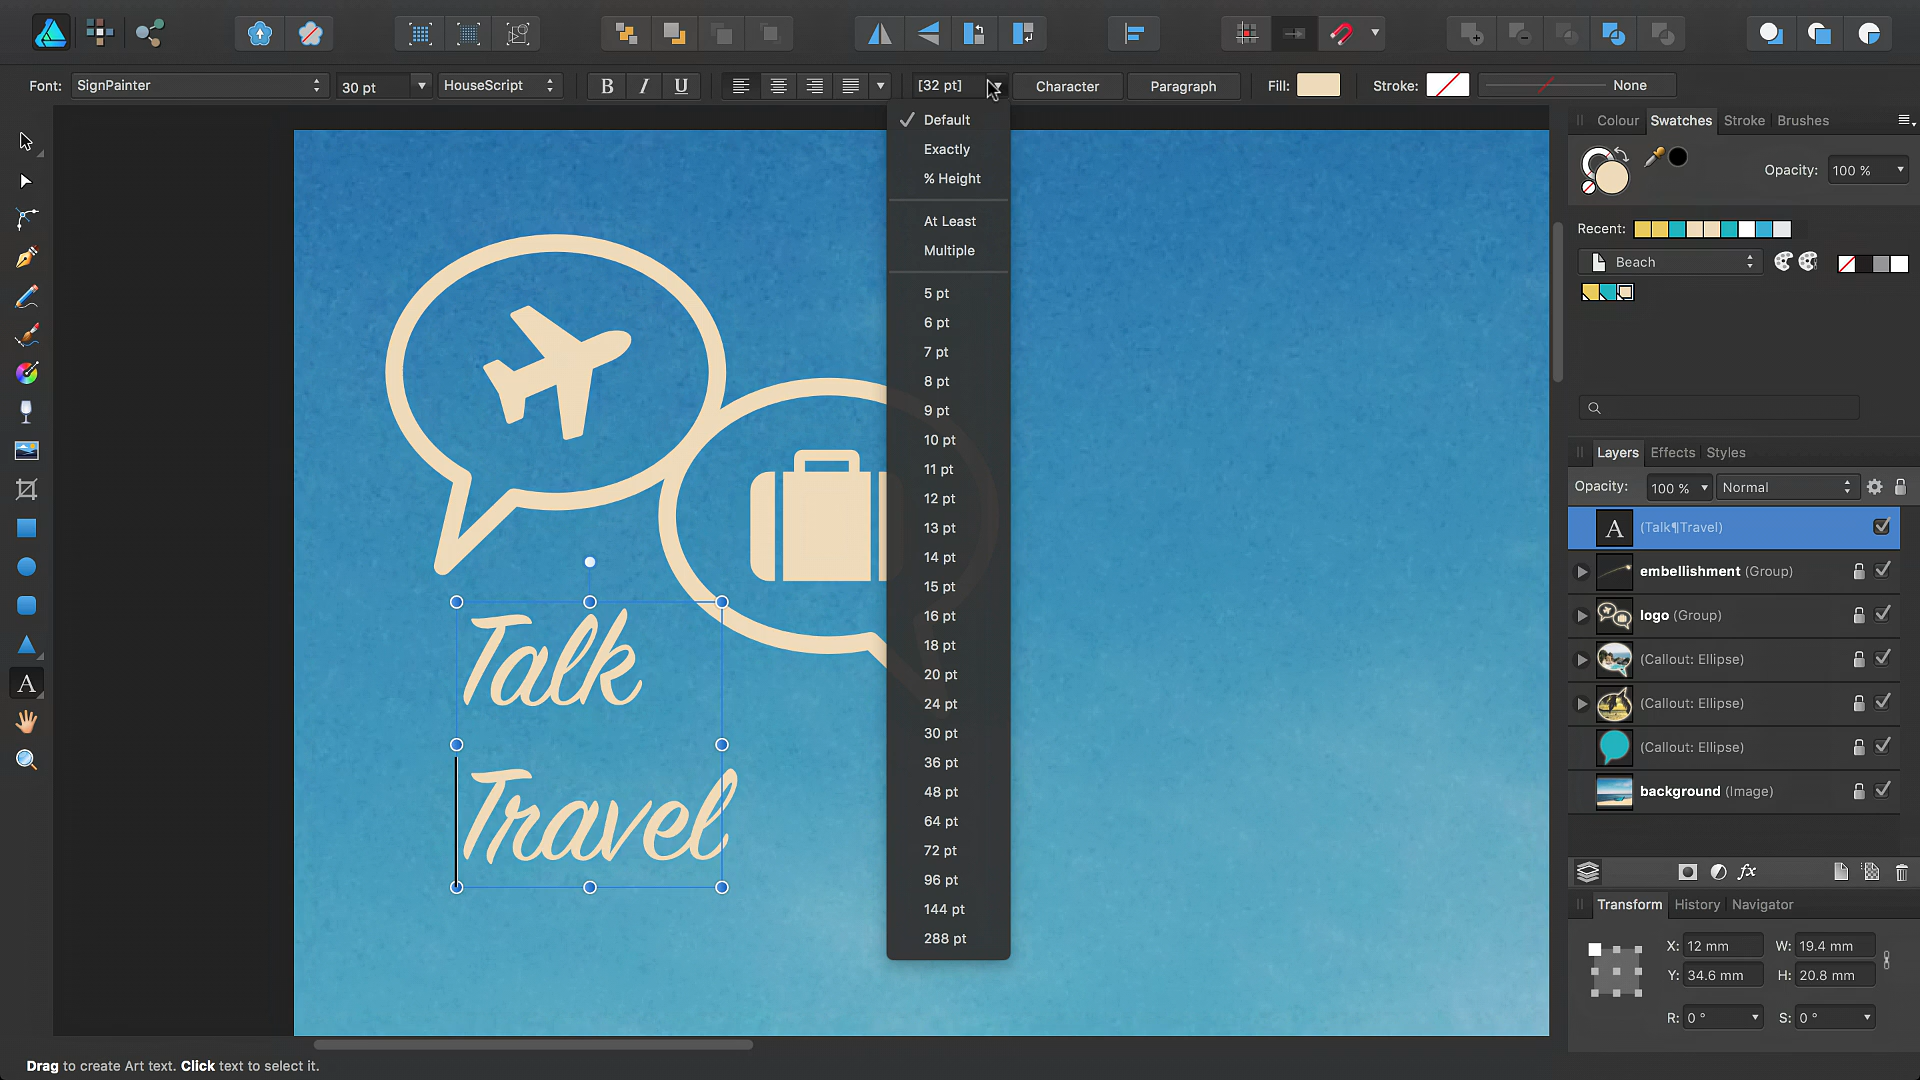 Font: SignPainter 30 pt HouseScript B I U [32 pt] Character Paragraph Fill: Stroke: None
Default
Exactly
% Height
At Least
Multiple
5 pt
6 pt
7 pt
8 pt
9 pt
10 pt
11 pt
12 pt
13 pt
14 pt
15 pt
16 pt
18 pt
20 pt
24 pt
30 pt
36 pt
48 pt
64 pt
72 pt
96 pt
144 pt
288 pt
Talk
Travel
Colour Swatches Stroke Brushes
Opacity: 100 %
Recent:
Beach
Layers Effects Styles
Opacity: 100 % Normal
A (Talk¶Travel)
embellishment (Group)
logo (Group)
(Callout: Ellipse)
(Callout: Ellipse)
(Callout: Ellipse)
background (Image)
fx
Transform History Navigator
X: 12 mm W: 19.4 mm
Y: 34.6 mm H: 20.8 mm
R: 0 ° S: 0 °
A
Drag to create Art text. Click text to select it.